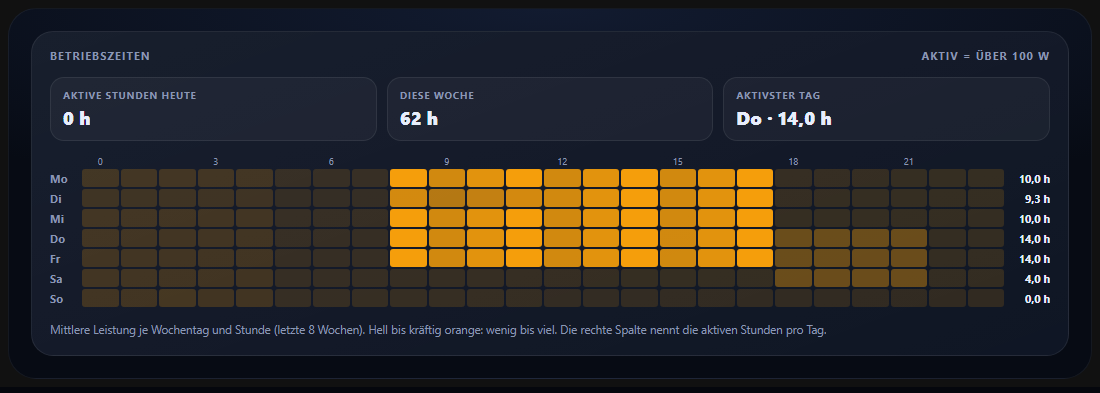 BETRIEBSZEITEN
AKTIV = ÜBER 100 W
AKTIVE STUNDEN HEUTE
0 h
DIESE WOCHE
62 h
AKTIVSTER TAG
Do · 14,0 h
0 3 6 9 12 15 18 21
Mo 10,0 h
Di 9,3 h
Mi 10,0 h
Do 14,0 h
Fr 14,0 h
Sa 4,0 h
So 0,0 h
Mittlere Leistung je Wochentag und Stunde (letzte 8 Wochen). Hell bis kräftig orange: wenig bis viel. Die rechte Spalte nennt die aktiven Stunden pro Tag.